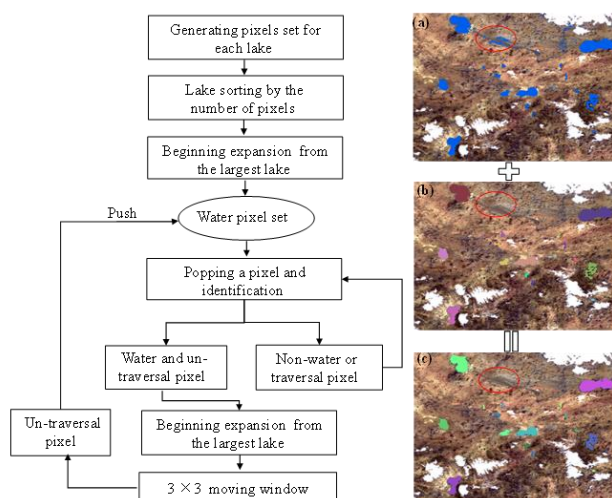 Generating pixels set for
each lake
Lake sorting by the
number of pixels
Beginning expansion from
the largest lake
Push
Water pixel set
Popping a pixel and
identification
Water and un-
traversal pixel
Non-water or
traversal pixel
Un-traversal
pixel
Beginning expansion from
the largest lake
3 × 3 moving window
(a)
(b)
(c)